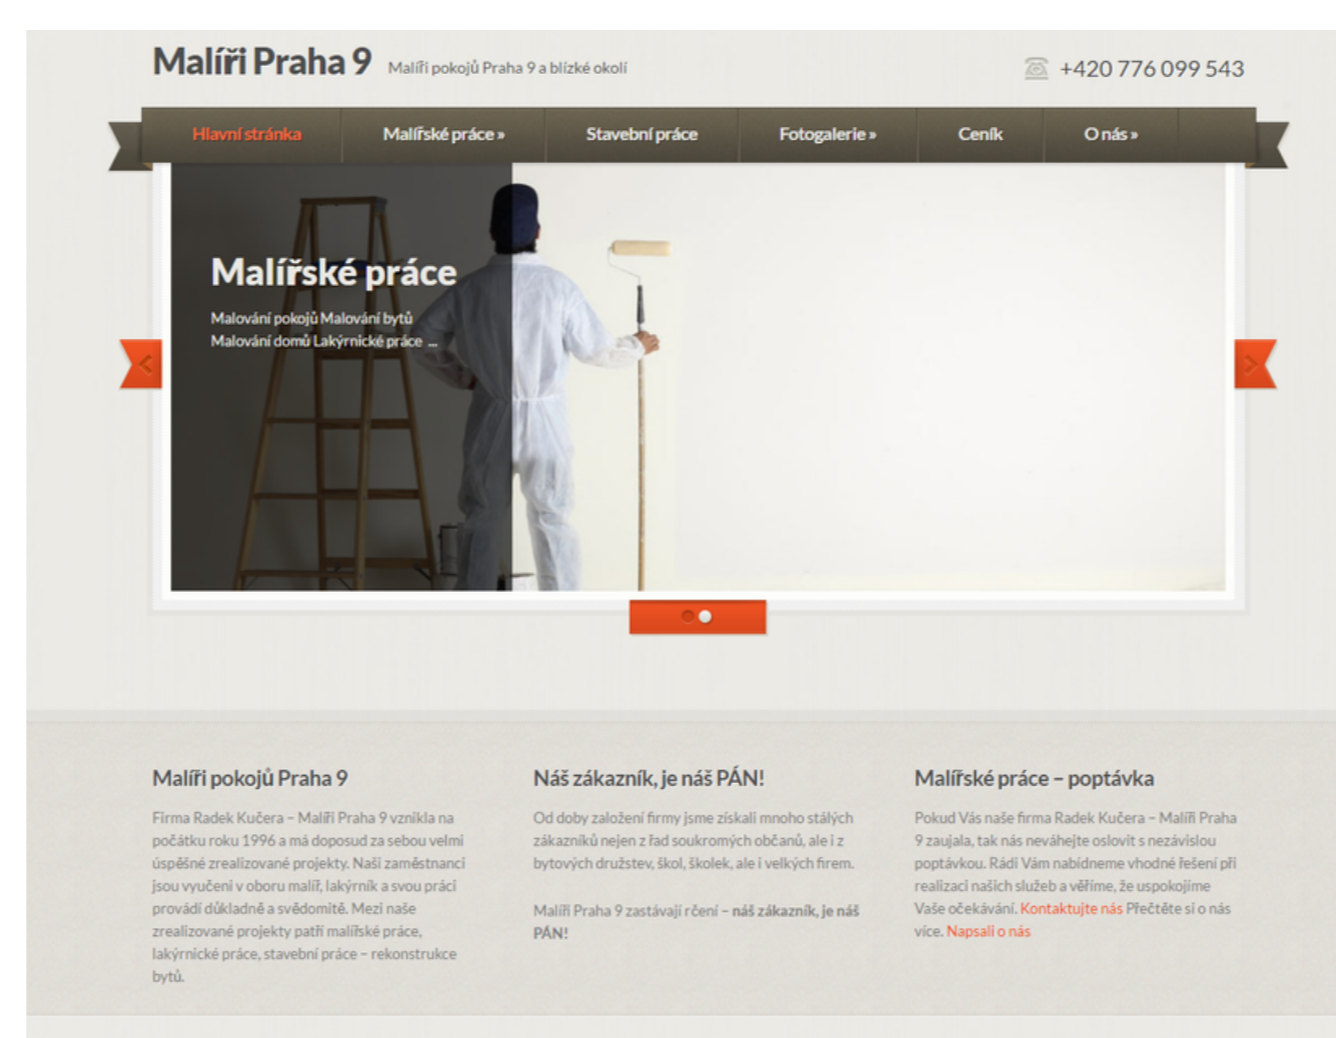 Malíři Praha 9
Malíři pokojů Praha 9 a blízké okolí
+420 776 099 543
Hlavní stránka
Malířské práce »
Stavební práce
Fotogalerie »
Ceník
O nás »
Malířské práce
Malování pokojů Malování bytů
Malování domů Lakýrnické práce ...
Malíři pokojů Praha 9
Firma Radek Kučera – Malíři Praha 9 vznikla na
počátku roku 1996 a má doposud za sebou velmi
úspěšné zrealizované projekty. Naši zaměstnanci
jsou vyučeni v oboru malíř, lakýrník a svou práci
provádí důkladně a svědomitě. Mezi naše
zrealizované projekty patří malířské práce,
lakýrnické práce, stavební práce – rekonstrukce
bytů.
Náš zákazník, je náš PÁN!
Od doby založení firmy jsme získali mnoho stálých
zákazníků nejen z řad soukromých občanů, ale i z
bytových družstev, škol, školek, ale i velkých firem.
Malíři Praha 9 zastávají rčení – náš zákazník, je náš
PÁN!
Malířské práce – poptávka
Pokud Vás naše firma Radek Kučera – Malíři Praha
9 zaujala, tak nás neváhejte oslovit s nezávislou
poptávkou. Rádi Vám nabídneme vhodné řešení při
realizaci našich služeb a věříme, že uspokojíme
Vaše očekávání. Kontaktujte nás Přečtěte si o nás
více. Napsali o nás